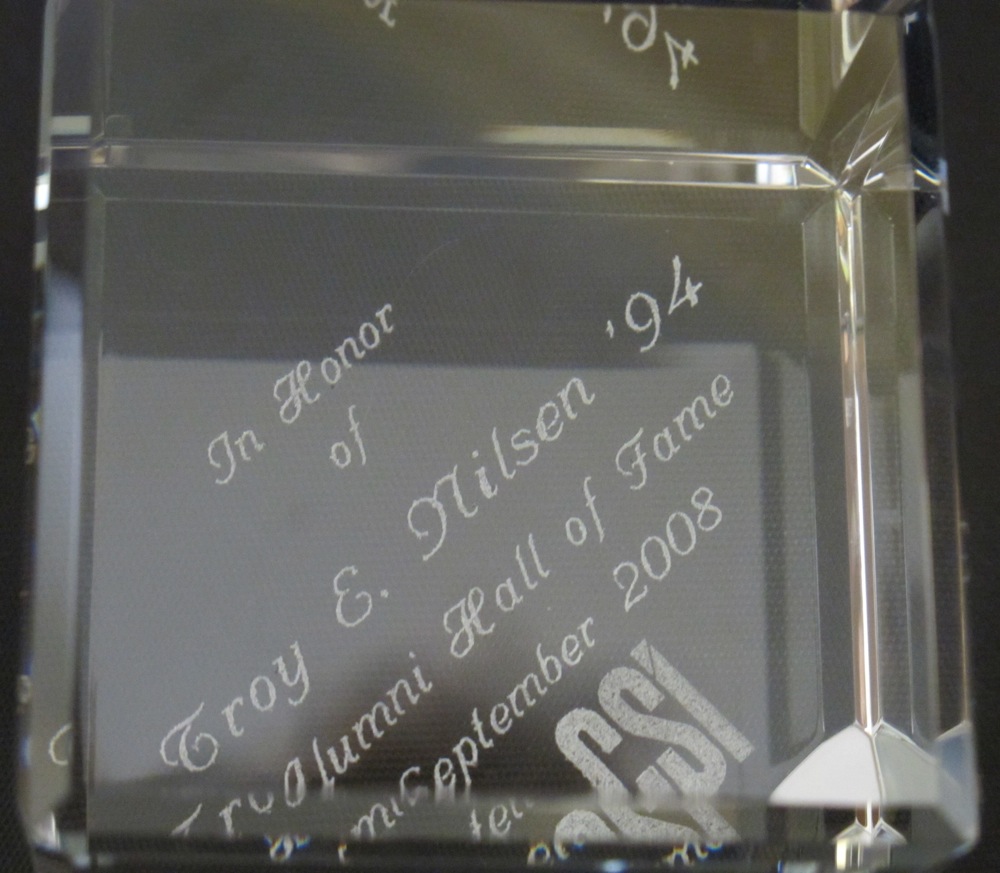 In Honor
of
Troy E. Nilsen '94
Alumni Hall of Fame
September 2008
CSI